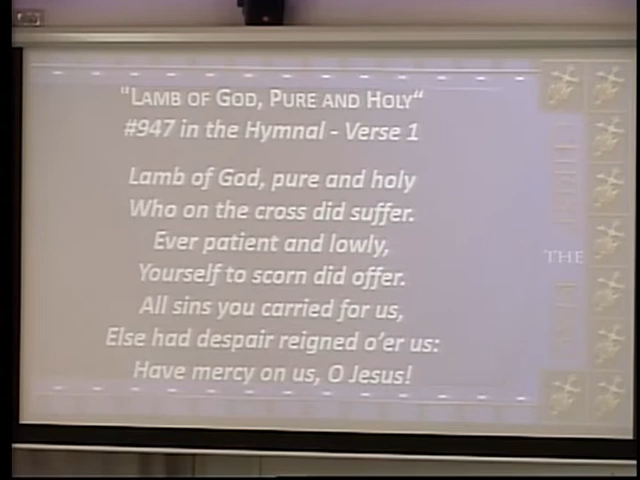 "LAMB OF GOD, PURE AND HOLY“
#947 in the Hymnal - Verse 1
Lamb of God, pure and holy
Who on the cross did suffer.
Ever patient and lowly,
Yourself to scorn did offer.
All sins you carried for us,
Else had despair reigned o’er us:
Have mercy on us, O Jesus!
THE